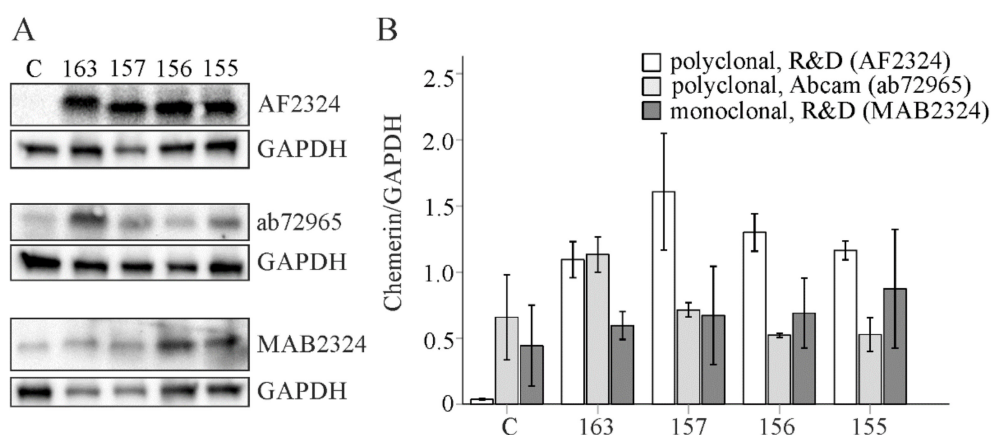 A
C 163 157 156 155
AF2324
GAPDH
ab72965
GAPDH
MAB2324
GAPDH
B
polyclonal, R&D (AF2324)
polyclonal, Abcam (ab72965)
monoclonal, R&D (MAB2324)
Chemerin/GAPDH
2.5
2.0
1.5
1.0
0.5
0
C 163 157 156 155